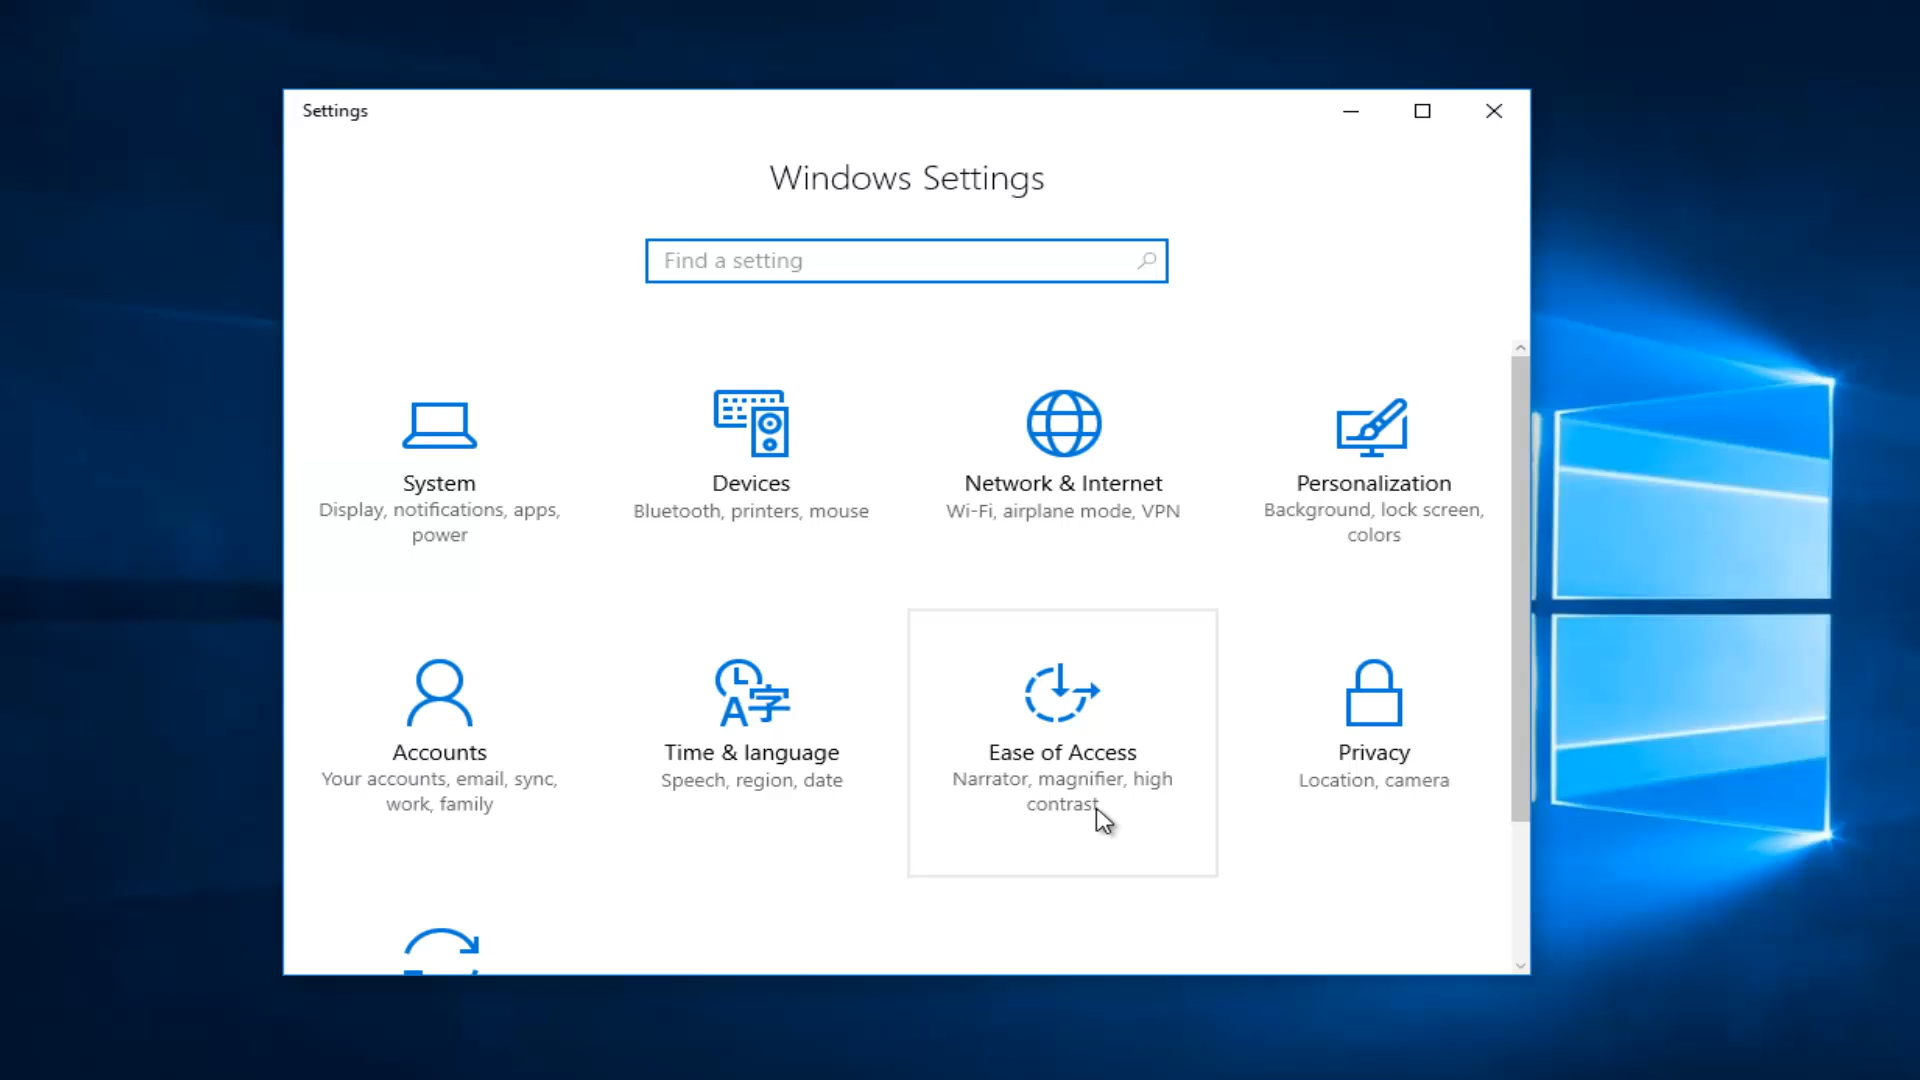 Settings
Windows Settings
Find a setting
System
Display, notifications, apps,
power
Devices
Bluetooth, printers, mouse
Network & Internet
Wi-Fi, airplane mode, VPN
Personalization
Background, lock screen,
colors
Accounts
Your accounts, email, sync,
work, family
Time & language
Speech, region, date
Ease of Access
Narrator, magnifier, high
contrast
Privacy
Location, camera